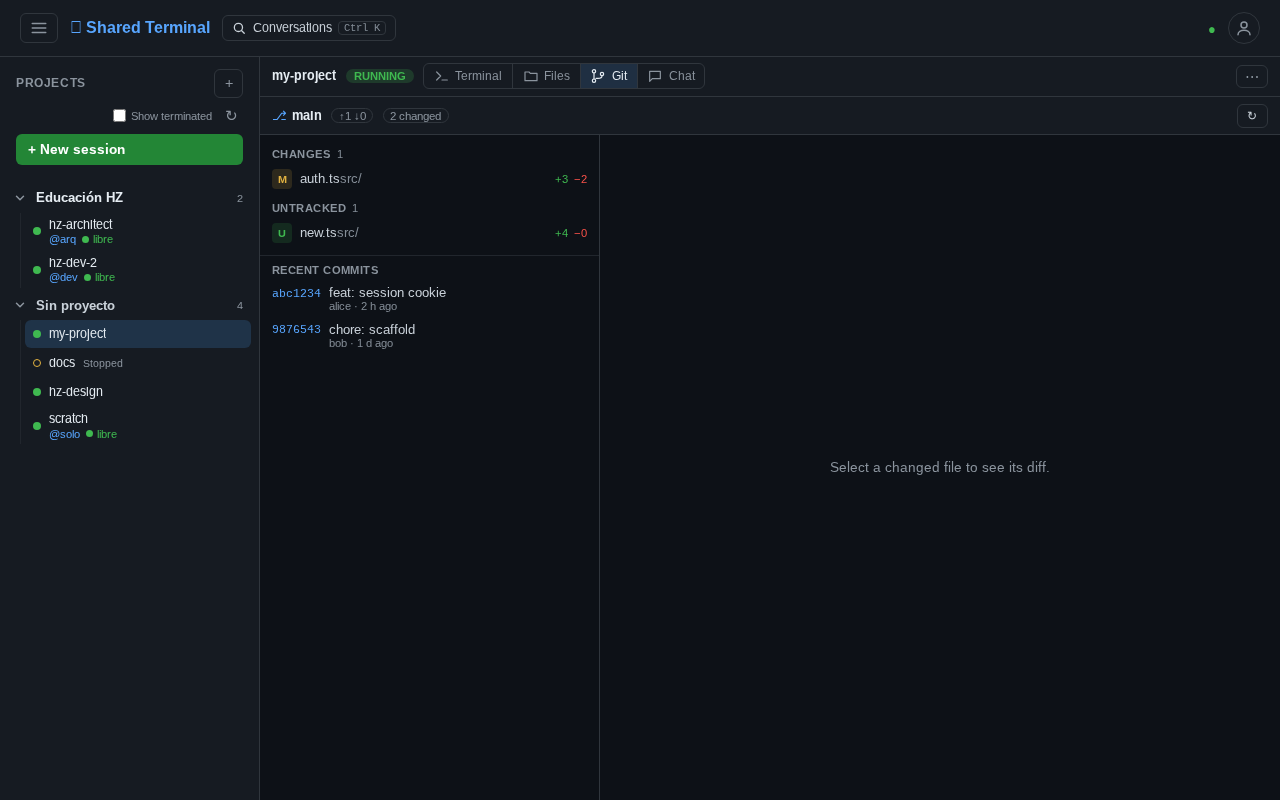 Shared Terminal
Conversations Ctrl K
PROJECTS
+
Show terminated ↻
+ New session
Educación HZ 2
hz-architect
@arq libre
hz-dev-2
@dev libre
Sin proyecto 4
my-project
docs Stopped
hz-design
scratch
@solo libre
my-project RUNNING Terminal Files Git Chat ⋯
⎇ main ↑1 ↓0 2 changed ↻
CHANGES 1
M auth.tssrc/ +3 −2
UNTRACKED 1
U new.tssrc/ +4 −0
RECENT COMMITS
abc1234 feat: session cookie
alice · 2 h ago
9876543 chore: scaffold
bob · 1 d ago
Select a changed file to see its diff.